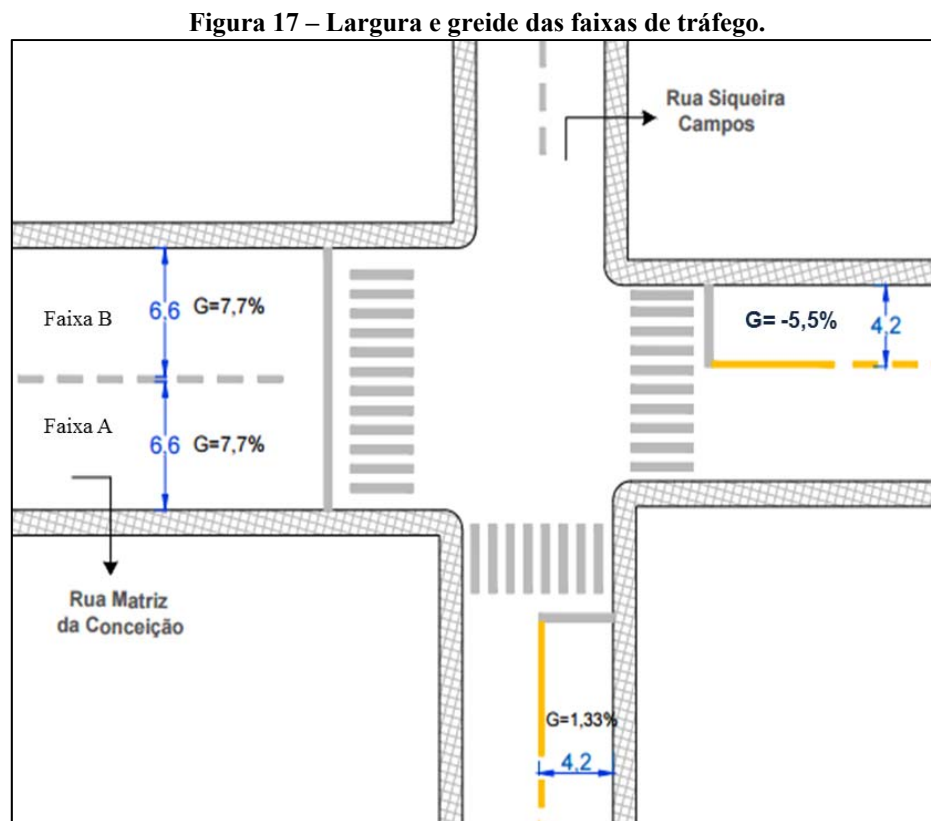 Figura 17 – Largura e greide das faixas de tráfego.
Rua Siqueira
Campos
Faixa B
6,6
G=7,7%
G= -5,5%
4,2
Faixa A
6,6
G=7,7%
Rua Matriz
da Conceição
G=1,33%
4,2